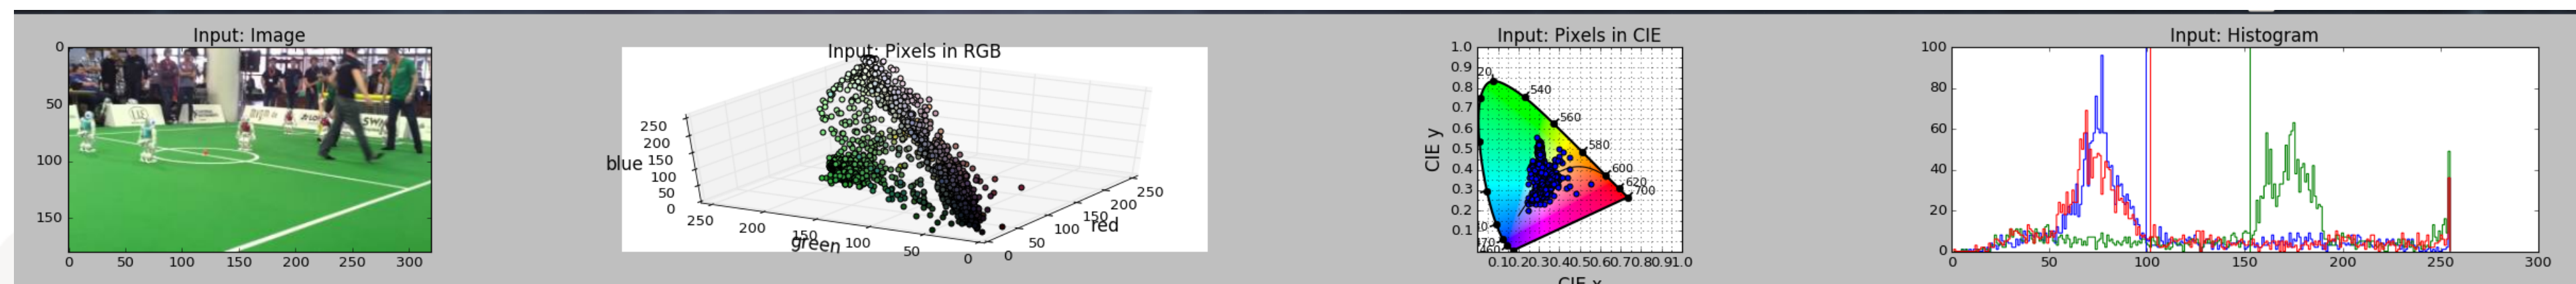 Input: Image
0
50
100
150
0 50 100 150 200 250 300
Input: Pixels in RGB
blue
250
200
150
100
50
0
250 200 150 100 50 0
green
0 50 100 150 200 250
red
Input: Pixels in CIE
CIE y
1.0
0.9
0.8
0.7
0.6
0.5
0.4
0.3
0.2
0.1
540
560
580
600
620
700
0.1 0.2 0.3 0.4 0.5 0.6 0.7 0.8 0.9 1.0
CIE x
Input: Histogram
100
80
60
40
20
0
0 50 100 150 200 250 300